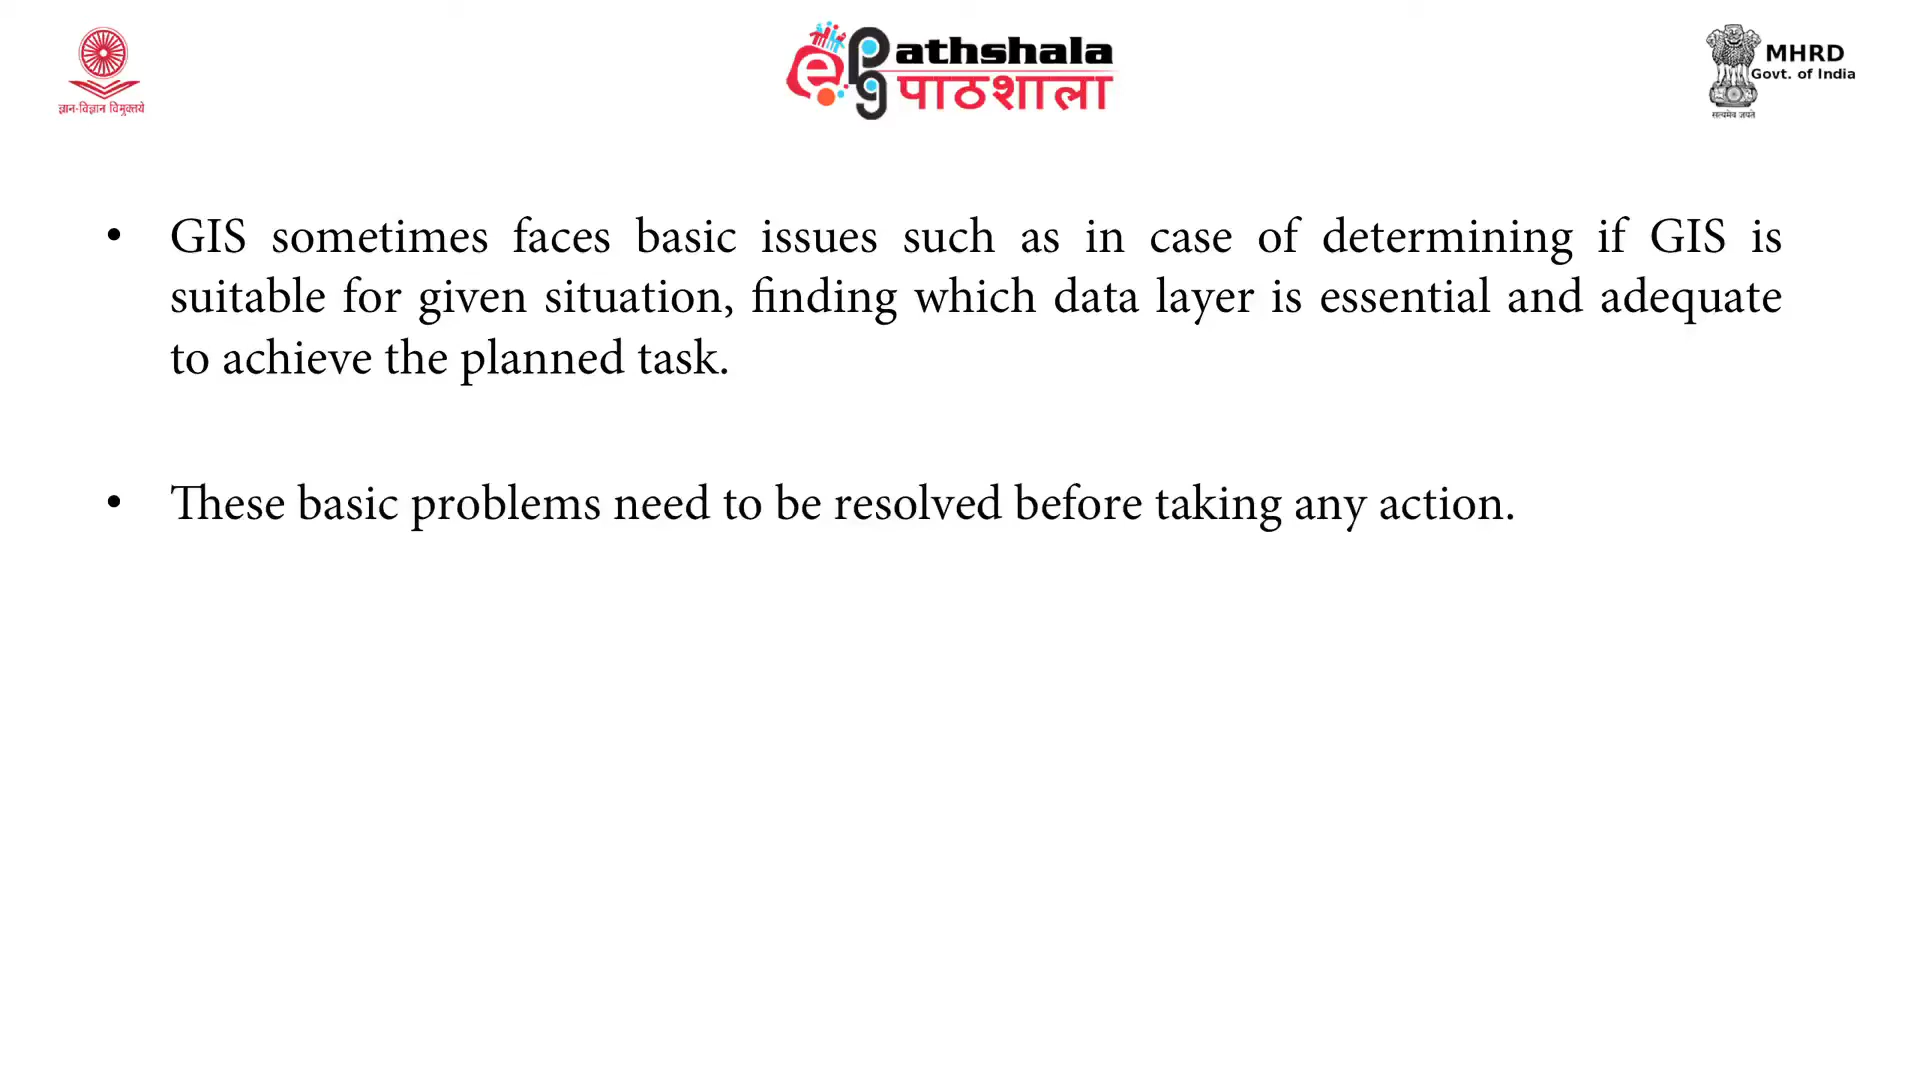 ज्ञान-विज्ञान विमुक्तये
ePGathshala
पाठशाला
MHRD
Govt. of India
सत्यमेव जयते
• GIS sometimes faces basic issues such as in case of determining if GIS is
suitable for given situation, finding which data layer is essential and adequate
to achieve the planned task.
• These basic problems need to be resolved before taking any action.